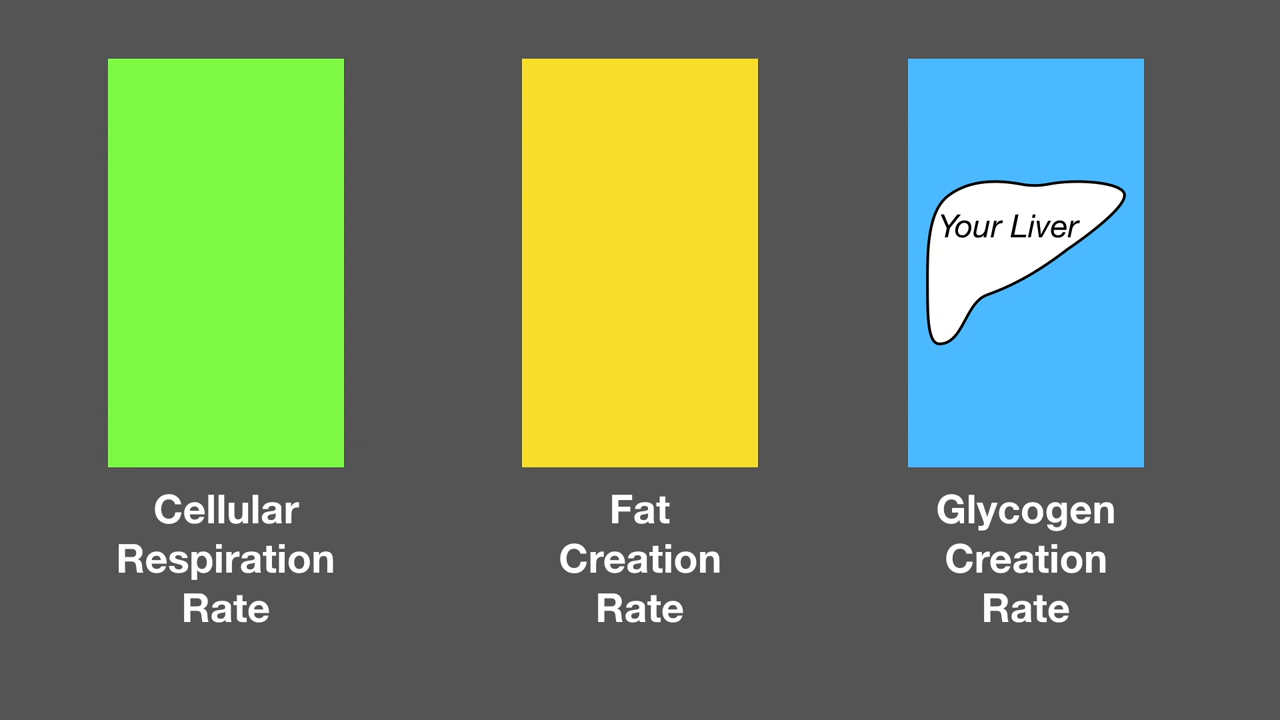 Your Liver
Cellular
Respiration
Rate
Fat
Creation
Rate
Glycogen
Creation
Rate